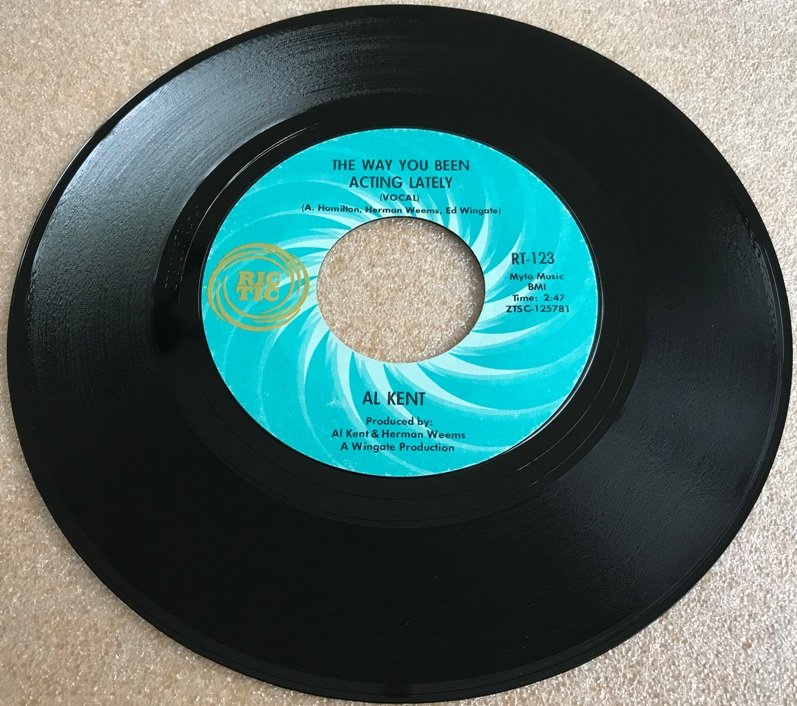 THE WAY YOU BEEN
ACTING LATELY
(VOCAL)
(A. Hamilton, Herman Weems, Ed Wingate)
RIC
TIC
RT-123
Myto Music
BMI
Time: 2:47
ZTSC-125781
AL KENT
Produced by:
Al Kent & Herman Weems
A Wingate Production